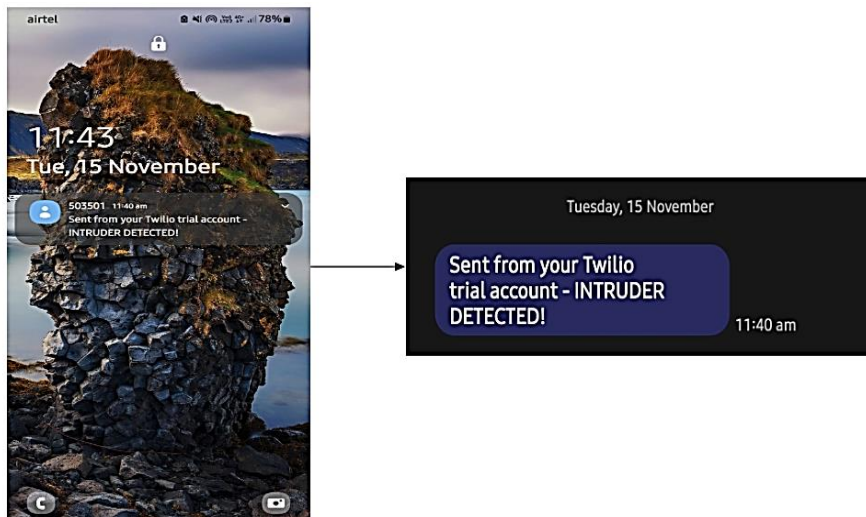 airtel
78%
11:43
Tue, 15 November
503501 11:40 am
Sent from your Twilio trial account -
INTRUDER DETECTED!
Tuesday, 15 November
Sent from your Twilio
trial account - INTRUDER
DETECTED!
11:40 am